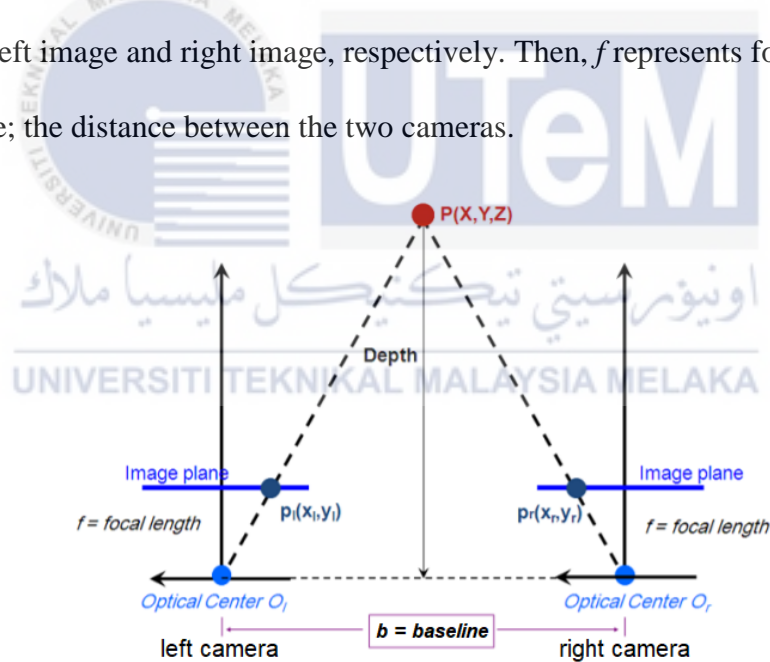 eft image and right image, respectively. Then, f represents fo
e; the distance between the two cameras.
UTeM
P(X,Y,Z)
اونيۏرسيتي تيكنيكل مليسيا ملاك
Depth
UNIVERSITI TEKNIKAL MALAYSIA MELAKA
Image plane
Image plane
pₗ(xₗ,yₗ)
pᵣ(xᵣ,yᵣ)
f = focal length
f = focal length
Optical Center Oₗ
Optical Center Oᵣ
b = baseline
left camera
right camera